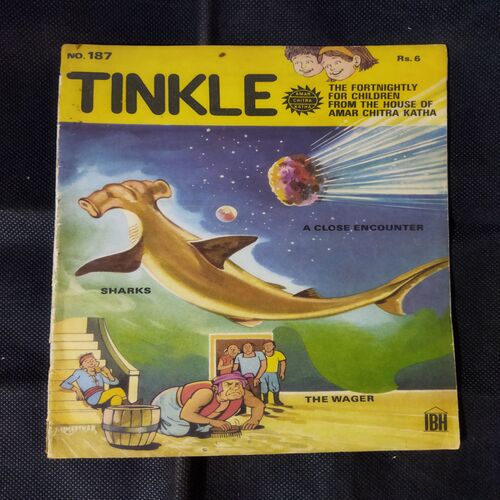 NO. 187
Rs. 6
TINKLE
AMAR
CHITRA
KATHA
THE FORTNIGHTLY
FOR CHILDREN
FROM THE HOUSE OF
AMAR CHITRA KATHA
A CLOSE ENCOUNTER
SHARKS
THE WAGER
IBH